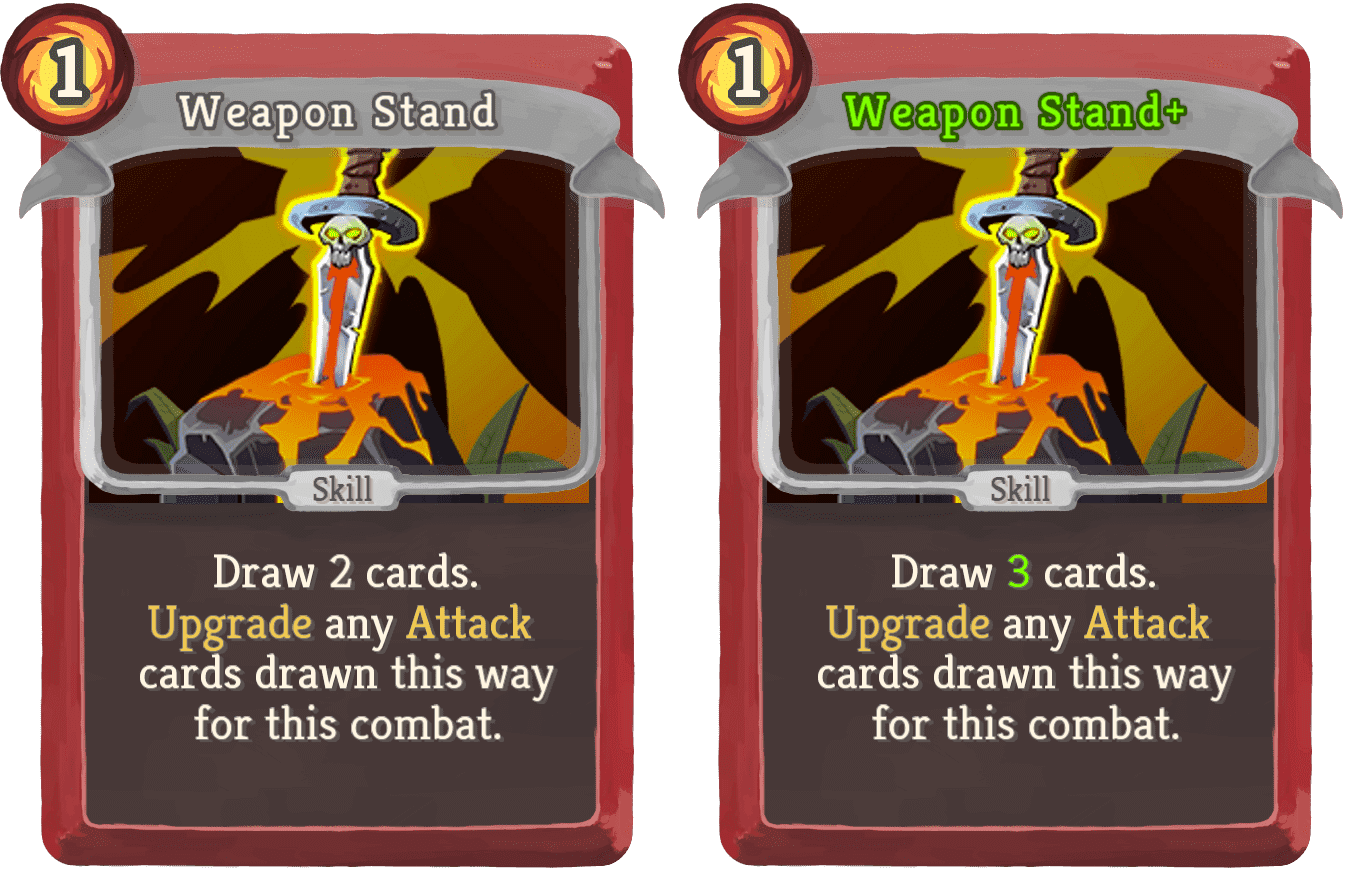 1
Weapon Stand
Skill
Draw 2 cards.
Upgrade any Attack
cards drawn this way
for this combat.
1
Weapon Stand+
Skill
Draw 3 cards.
Upgrade any Attack
cards drawn this way
for this combat.